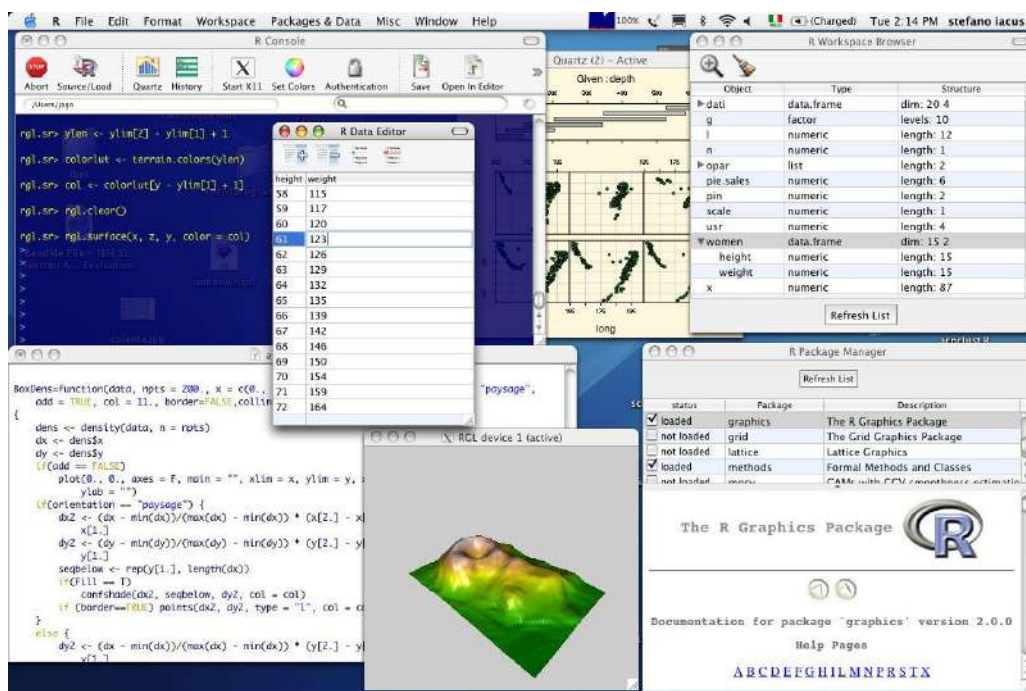 R File Edit Format Workspace Packages & Data Misc Window Help 100% (Charged) Tue 2:14 PM stefano iacus
R Console
Abort Source/Load Quartz History Start X11 Set Colors Authentication Save Open In Editor
rgl.sr> ylen <- ylim[2] - ylim[1] + 1
rgl.sr> colorlut <- terrain.colors(ylen)
rgl.sr> col <- colorlut[y - ylim[1] + 1]
rgl.sr> rgl.clear()
rgl.sr> rgl.surface(x, z, y, color = col)
>
>
>
>
>
>
>
R Data Editor
height weight
58 115
59 117
60 120
61 123
62 126
63 129
64 132
65 135
66 139
67 142
68 146
69 150
70 154
71 159
72 164
Quartz (2) - Active
Given : depth
165 175 185
long
R Workspace Browser
Object Type Structure
dati data.frame dim: 20 4
g factor levels: 10
l numeric length: 12
n numeric length: 1
opar list length: 2
pie.sales numeric length: 6
pin numeric length: 2
scale numeric length: 1
usr numeric length: 4
women data.frame dim: 15 2
height numeric length: 15
weight numeric length: 15
x numeric length: 87
Refresh List
BoxDens=function(data, npts = 200., x = c(0., "paysage",
add = TRUE, col = 11., border=FALSE,collin
{
dens <- density(data, n = npts)
dx <- dens$x
dy <- dens$y
if(add == FALSE)
plot(0., 0., axes = F, main = "", xlim = x, ylim = y,
ylab = "")
if(orientation == "paysage") {
dx2 <- (dx - min(dx))/(max(dx) - min(dx)) * (x[2.] - x[
x[1.]
dy2 <- (dy - min(dy))/(max(dy) - min(dy)) * (y[2.] - y[
y[1.]
seqbelow <- rep(y[1.], length(dx))
if(Fill == T)
confshade(dx2, seqbelow, dy2, col = col)
if (border==TRUE) points(dx2, dy2, type = "l", col = c
}
else {
dy2 <- (dx - min(dx))/(max(dx) - min(dx)) * (y[2.] - y[
y[1.]
X RGL device 1 (active)
R Package Manager
Refresh List
status Package Description
loaded graphics The R Graphics Package
not loaded grid The Grid Graphics Package
not loaded lattice Lattice Graphics
loaded methods Formal Methods and Classes
not loaded mgcv GAMs with GCV smoothness estimatio
The R Graphics Package R
Documentation for package `graphics' version 2.0.0
Help Pages
A B C D E F G H I L M N P R S T X